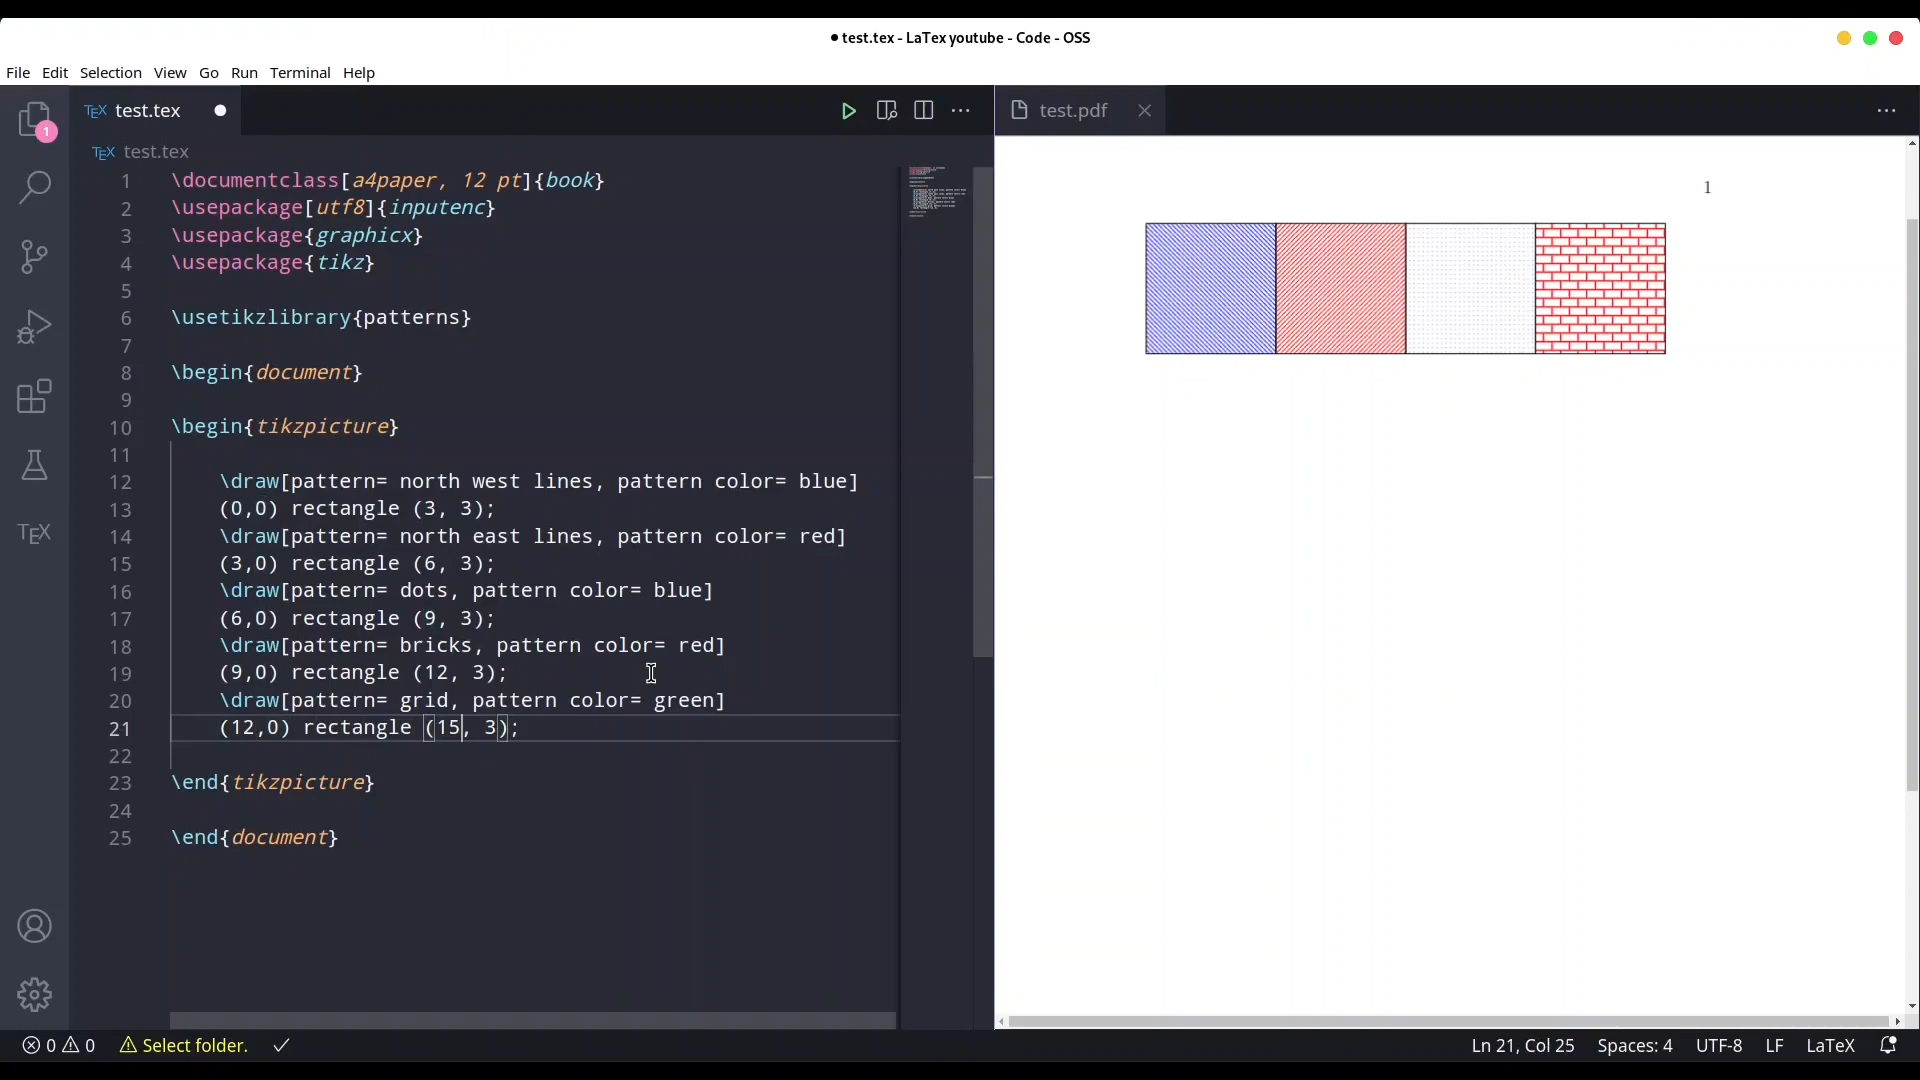 test.tex - LaTex youtube - Code - OSS
File Edit Selection View Go Run Terminal Help
TEX test.tex
test.pdf
1
TEX test.tex
1 \documentclass[a4paper, 12 pt]{book}
2 \usepackage[utf8]{inputenc}
3 \usepackage{graphicx}
4 \usepackage{tikz}
5
6 \usetikzlibrary{patterns}
7
8 \begin{document}
9
10 \begin{tikzpicture}
11
12 \draw[pattern= north west lines, pattern color= blue]
13 (0,0) rectangle (3, 3);
14 \draw[pattern= north east lines, pattern color= red]
15 (3,0) rectangle (6, 3);
16 \draw[pattern= dots, pattern color= blue]
17 (6,0) rectangle (9, 3);
18 \draw[pattern= bricks, pattern color= red]
19 (9,0) rectangle (12, 3);
20 \draw[pattern= grid, pattern color= green]
21 (12,0) rectangle (15, 3);
22
23 \end{tikzpicture}
24
25 \end{document}
TEX
1
0 0 Select folder.
Ln 21, Col 25 Spaces: 4 UTF-8 LF LaTeX